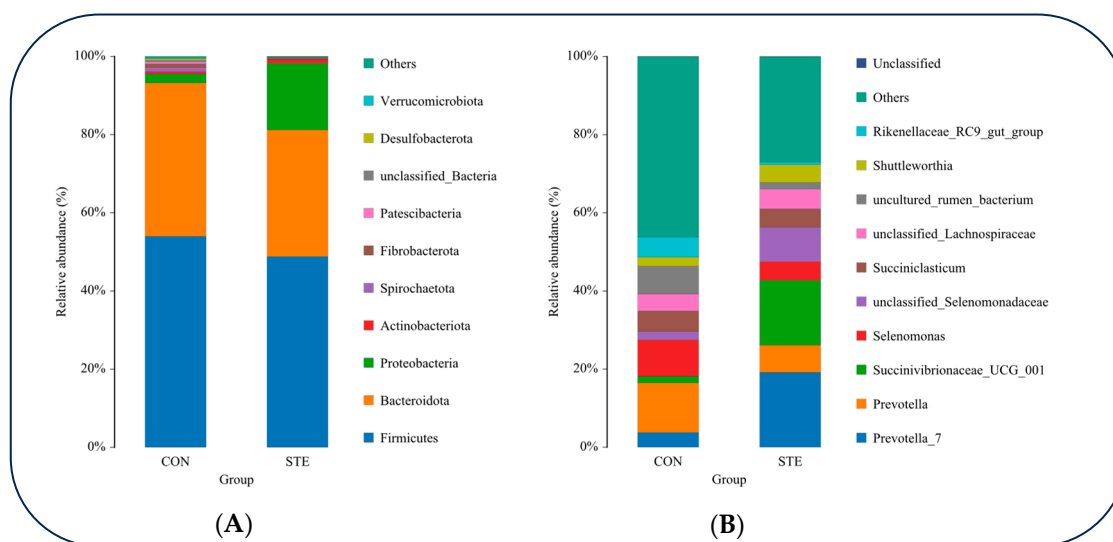 100%
80%
60%
40%
20%
0%
Relative abundance (%)
CON
STE
Group
Others
Verrucomicrobiota
Desulfobacterota
unclassified_Bacteria
Patescibacteria
Fibrobacterota
Spirochaetota
Actinobacteriota
Proteobacteria
Bacteroidota
Firmicutes
(A)
100%
80%
60%
40%
20%
0%
Relative abundance (%)
CON
STE
Group
Unclassified
Others
Rikenellaceae_RC9_gut_group
Shuttleworthia
uncultured_rumen_bacterium
unclassified_Lachnospiraceae
Succiniclasticum
unclassified_Selenomonadaceae
Selenomonas
Succinivibrionaceae_UCG_001
Prevotella
Prevotella_7
(B)